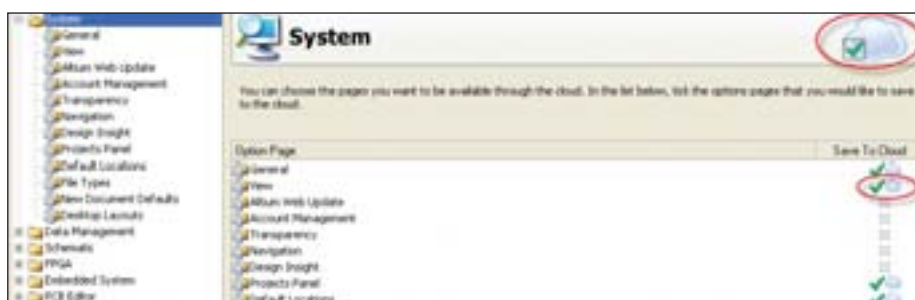 System
General
View
Altium Web Update
Account Management
Transparency
Navigation
Design Insight
Projects Panel
Default Locations
File Types
New Document Defaults
Desktop Layouts
Data Management
Schematic
FPGA
Embedded System
PCB Editor
System
You can choose the pages you want to be available through the cloud. In the list below, tick the options pages that you would like to save
to the cloud.
Option Page Save To Cloud
General
View
Altium Web Update
Account Management
Transparency
Navigation
Design Insight
Projects Panel
Default Locations